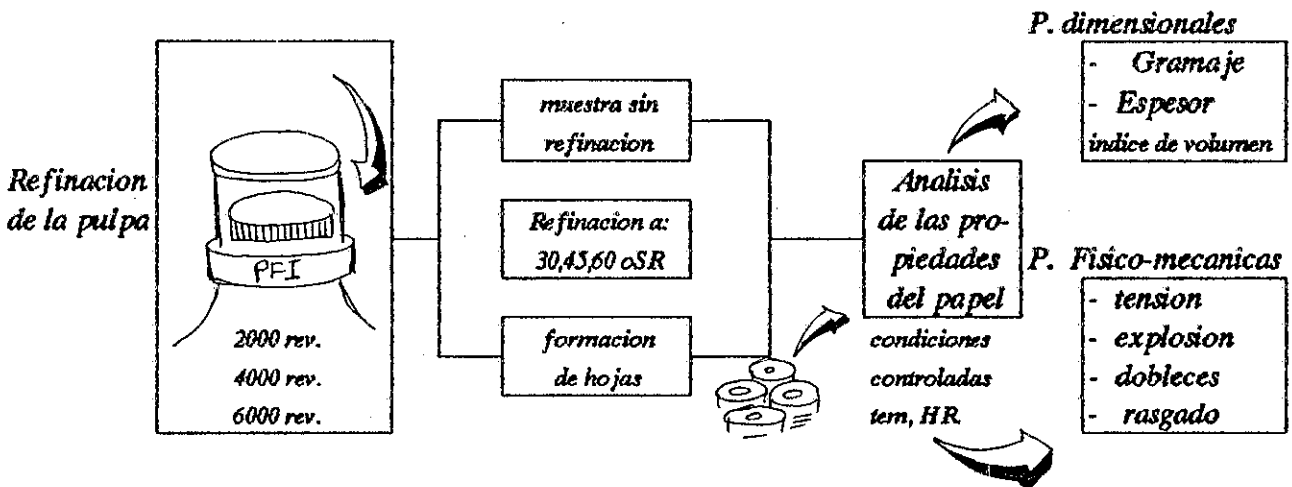 Refinacion
de la pulpa
PFI
2000 rev.
4000 rev.
6000 rev.
muestra sin
refinacion
Refinacion a:
30,45,60 oSR
formacion
de hojas
Analisis
de las pro-
piedades
del papel
condiciones
controladas
tem, HR
P. dimensionales
- Gramaje
- Espesor
indice de volumen
P. Fisico-mecanicas
- tension
- explosion
- dobleces
- rasgado